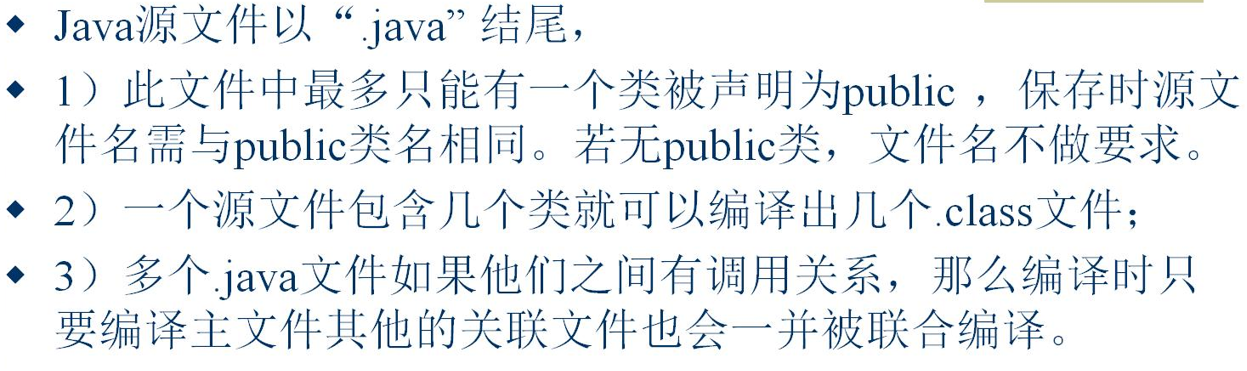 Java源文件以“.java”结尾，
1）此文件中最多只能有一个类被声明为public ，保存时源文
件名需与public类名相同。若无public类，文件名不做要求。
2）一个源文件包含几个类就可以编译出几个.class文件；
3）多个.java文件如果他们之间有调用关系，那么编译时只
要编译主文件其他的关联文件也会一并被联合编译。